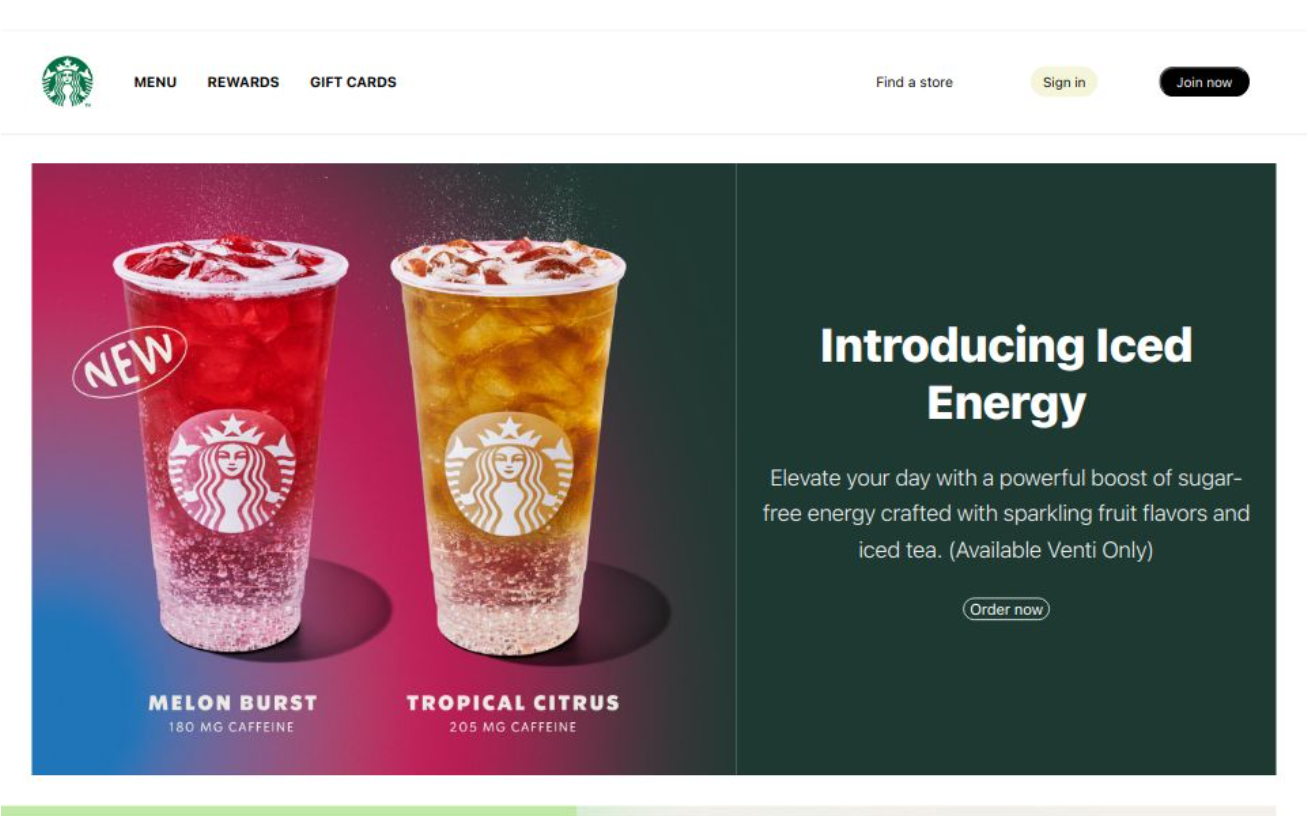 MENU REWARDS GIFT CARDS Find a store Sign in Join now
NEW
Introducing Iced
Energy
Elevate your day with a powerful boost of sugar-
free energy crafted with sparkling fruit flavors and
iced tea. (Available Venti Only)
Order now
MELON BURST TROPICAL CITRUS
180 MG CAFFEINE 205 MG CAFFEINE